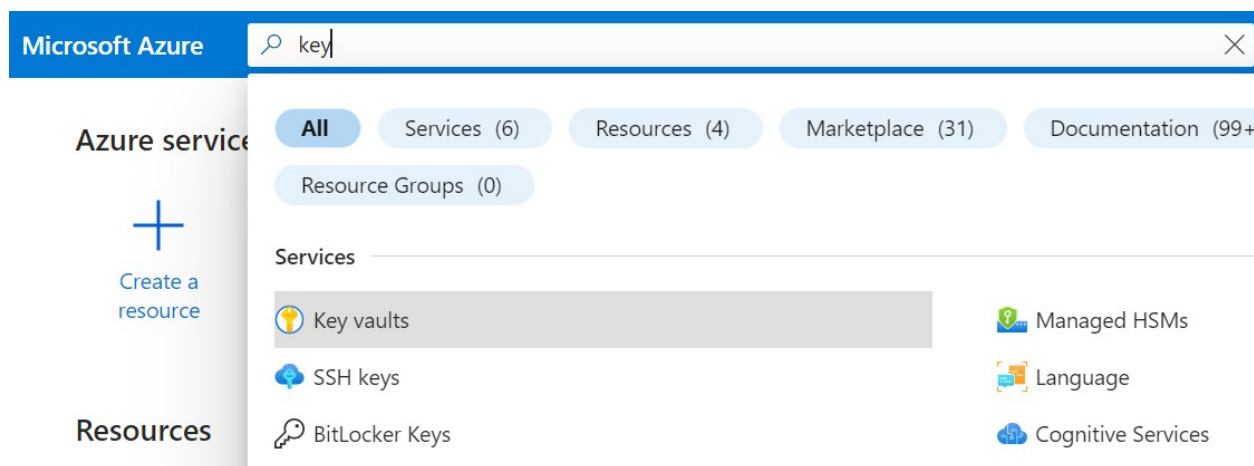 Microsoft Azure
key
All Services (6) Resources (4) Marketplace (31) Documentation (99+
Resource Groups (0)
Azure service
Create a
resource
Resources
Services
Key vaults
Managed HSMs
SSH keys
Language
BitLocker Keys
Cognitive Services